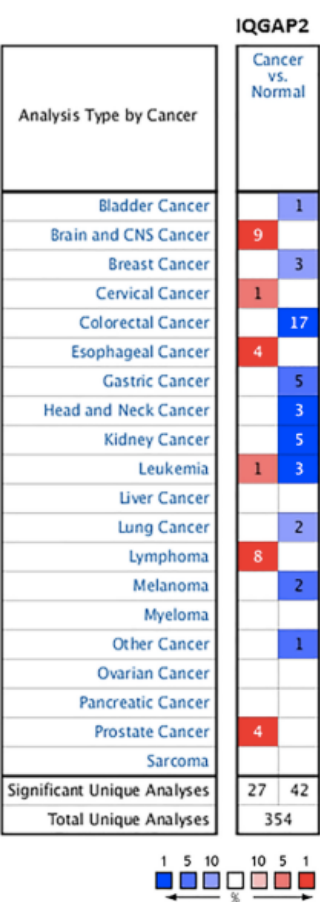 IQGAP2
Cancer
vs.
Normal
Analysis Type by Cancer
Bladder Cancer 1
Brain and CNS Cancer 9
Breast Cancer 3
Cervical Cancer 1
Colorectal Cancer 17
Esophageal Cancer 4
Gastric Cancer 5
Head and Neck Cancer 3
Kidney Cancer 5
Leukemia 1 3
Liver Cancer
Lung Cancer 2
Lymphoma 8
Melanoma 2
Myeloma
Other Cancer 1
Ovarian Cancer
Pancreatic Cancer
Prostate Cancer 4
Sarcoma
Significant Unique Analyses 27 42
Total Unique Analyses 354
1 5 10 10 5 1
%